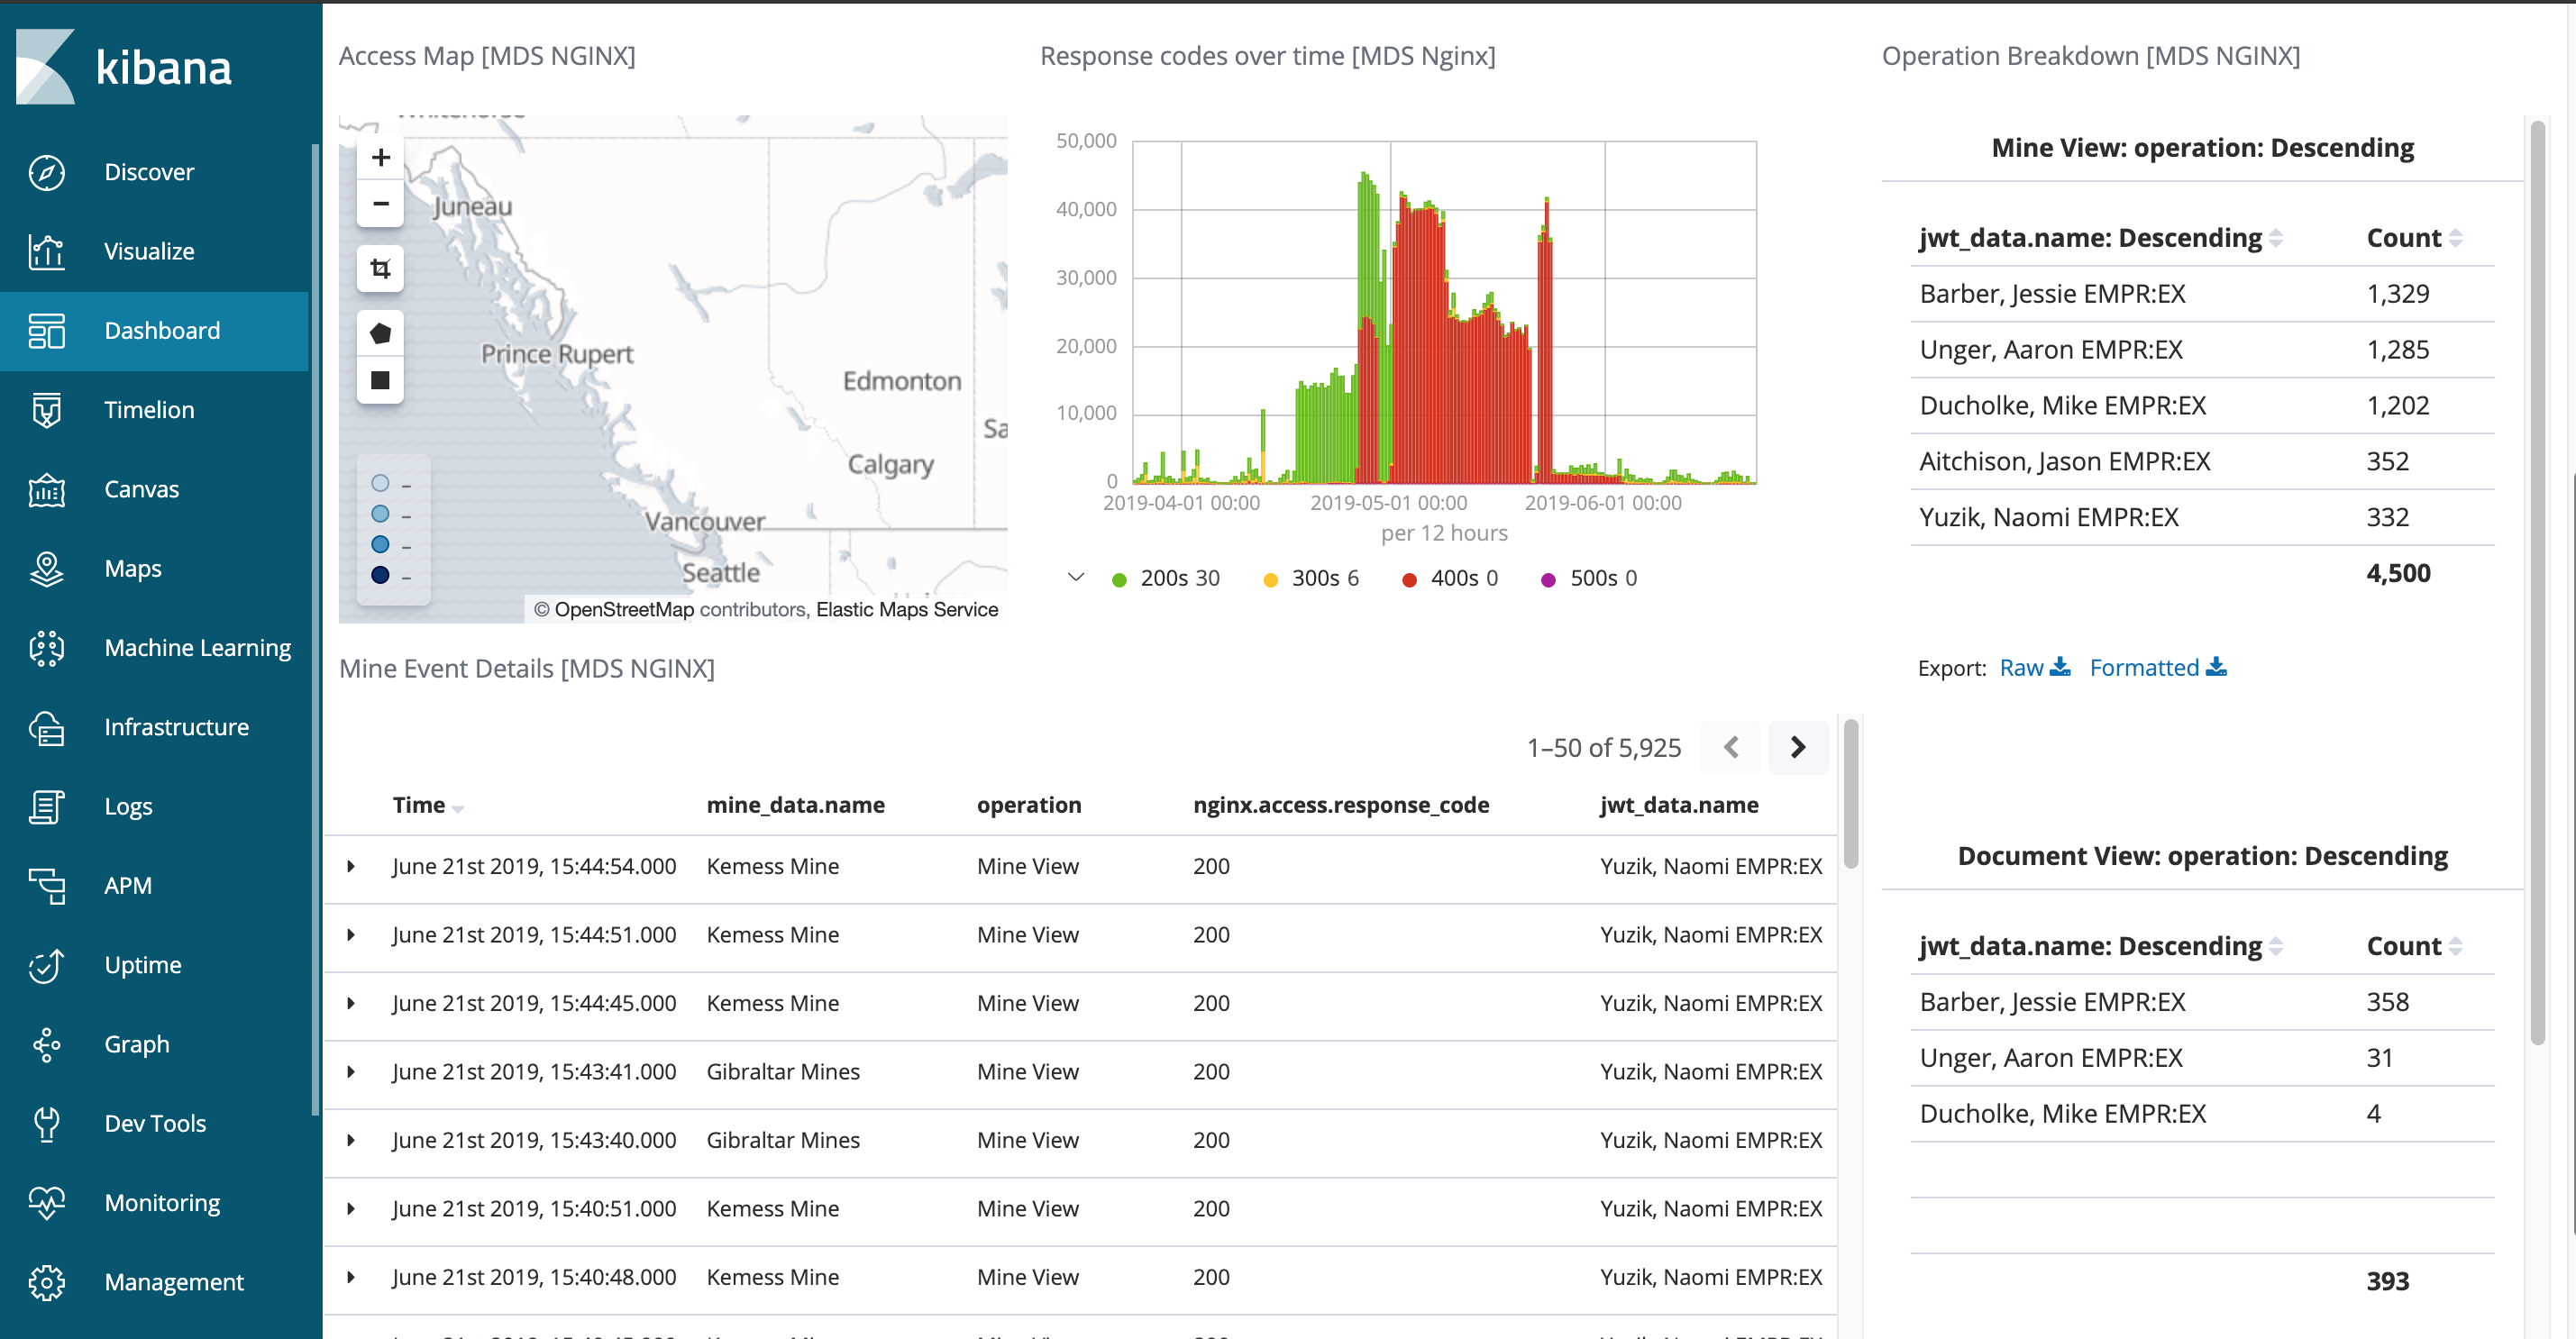 kibana
Discover
Visualize
Dashboard
Timelion
Canvas
Maps
Machine Learning
Infrastructure
Logs
APM
Uptime
Graph
Dev Tools
Monitoring
Management
Access Map [MDS NGINX]
Juneau
Prince Rupert
Edmonton
Sa
Calgary
Vancouver
Seattle
–
–
–
–
© OpenStreetMap contributors, Elastic Maps Service
Response codes over time [MDS Nginx]
50,000
40,000
30,000
20,000
10,000
0
2019-04-01 00:00 2019-05-01 00:00 2019-06-01 00:00
per 12 hours
200s 30 300s 6 400s 0 500s 0
Mine Event Details [MDS NGINX]
1–50 of 5,925
Time mine_data.name operation nginx.access.response_code jwt_data.name
June 21st 2019, 15:44:54.000 Kemess Mine Mine View 200 Yuzik, Naomi EMPR:EX
June 21st 2019, 15:44:51.000 Kemess Mine Mine View 200 Yuzik, Naomi EMPR:EX
June 21st 2019, 15:44:45.000 Kemess Mine Mine View 200 Yuzik, Naomi EMPR:EX
June 21st 2019, 15:43:41.000 Gibraltar Mines Mine View 200 Yuzik, Naomi EMPR:EX
June 21st 2019, 15:43:40.000 Gibraltar Mines Mine View 200 Yuzik, Naomi EMPR:EX
June 21st 2019, 15:40:51.000 Kemess Mine Mine View 200 Yuzik, Naomi EMPR:EX
June 21st 2019, 15:40:48.000 Kemess Mine Mine View 200 Yuzik, Naomi EMPR:EX
Operation Breakdown [MDS NGINX]
Mine View: operation: Descending
jwt_data.name: Descending Count
Barber, Jessie EMPR:EX 1,329
Unger, Aaron EMPR:EX 1,285
Ducholke, Mike EMPR:EX 1,202
Aitchison, Jason EMPR:EX 352
Yuzik, Naomi EMPR:EX 332
4,500
Export: Raw Formatted
Document View: operation: Descending
jwt_data.name: Descending Count
Barber, Jessie EMPR:EX 358
Unger, Aaron EMPR:EX 31
Ducholke, Mike EMPR:EX 4
393